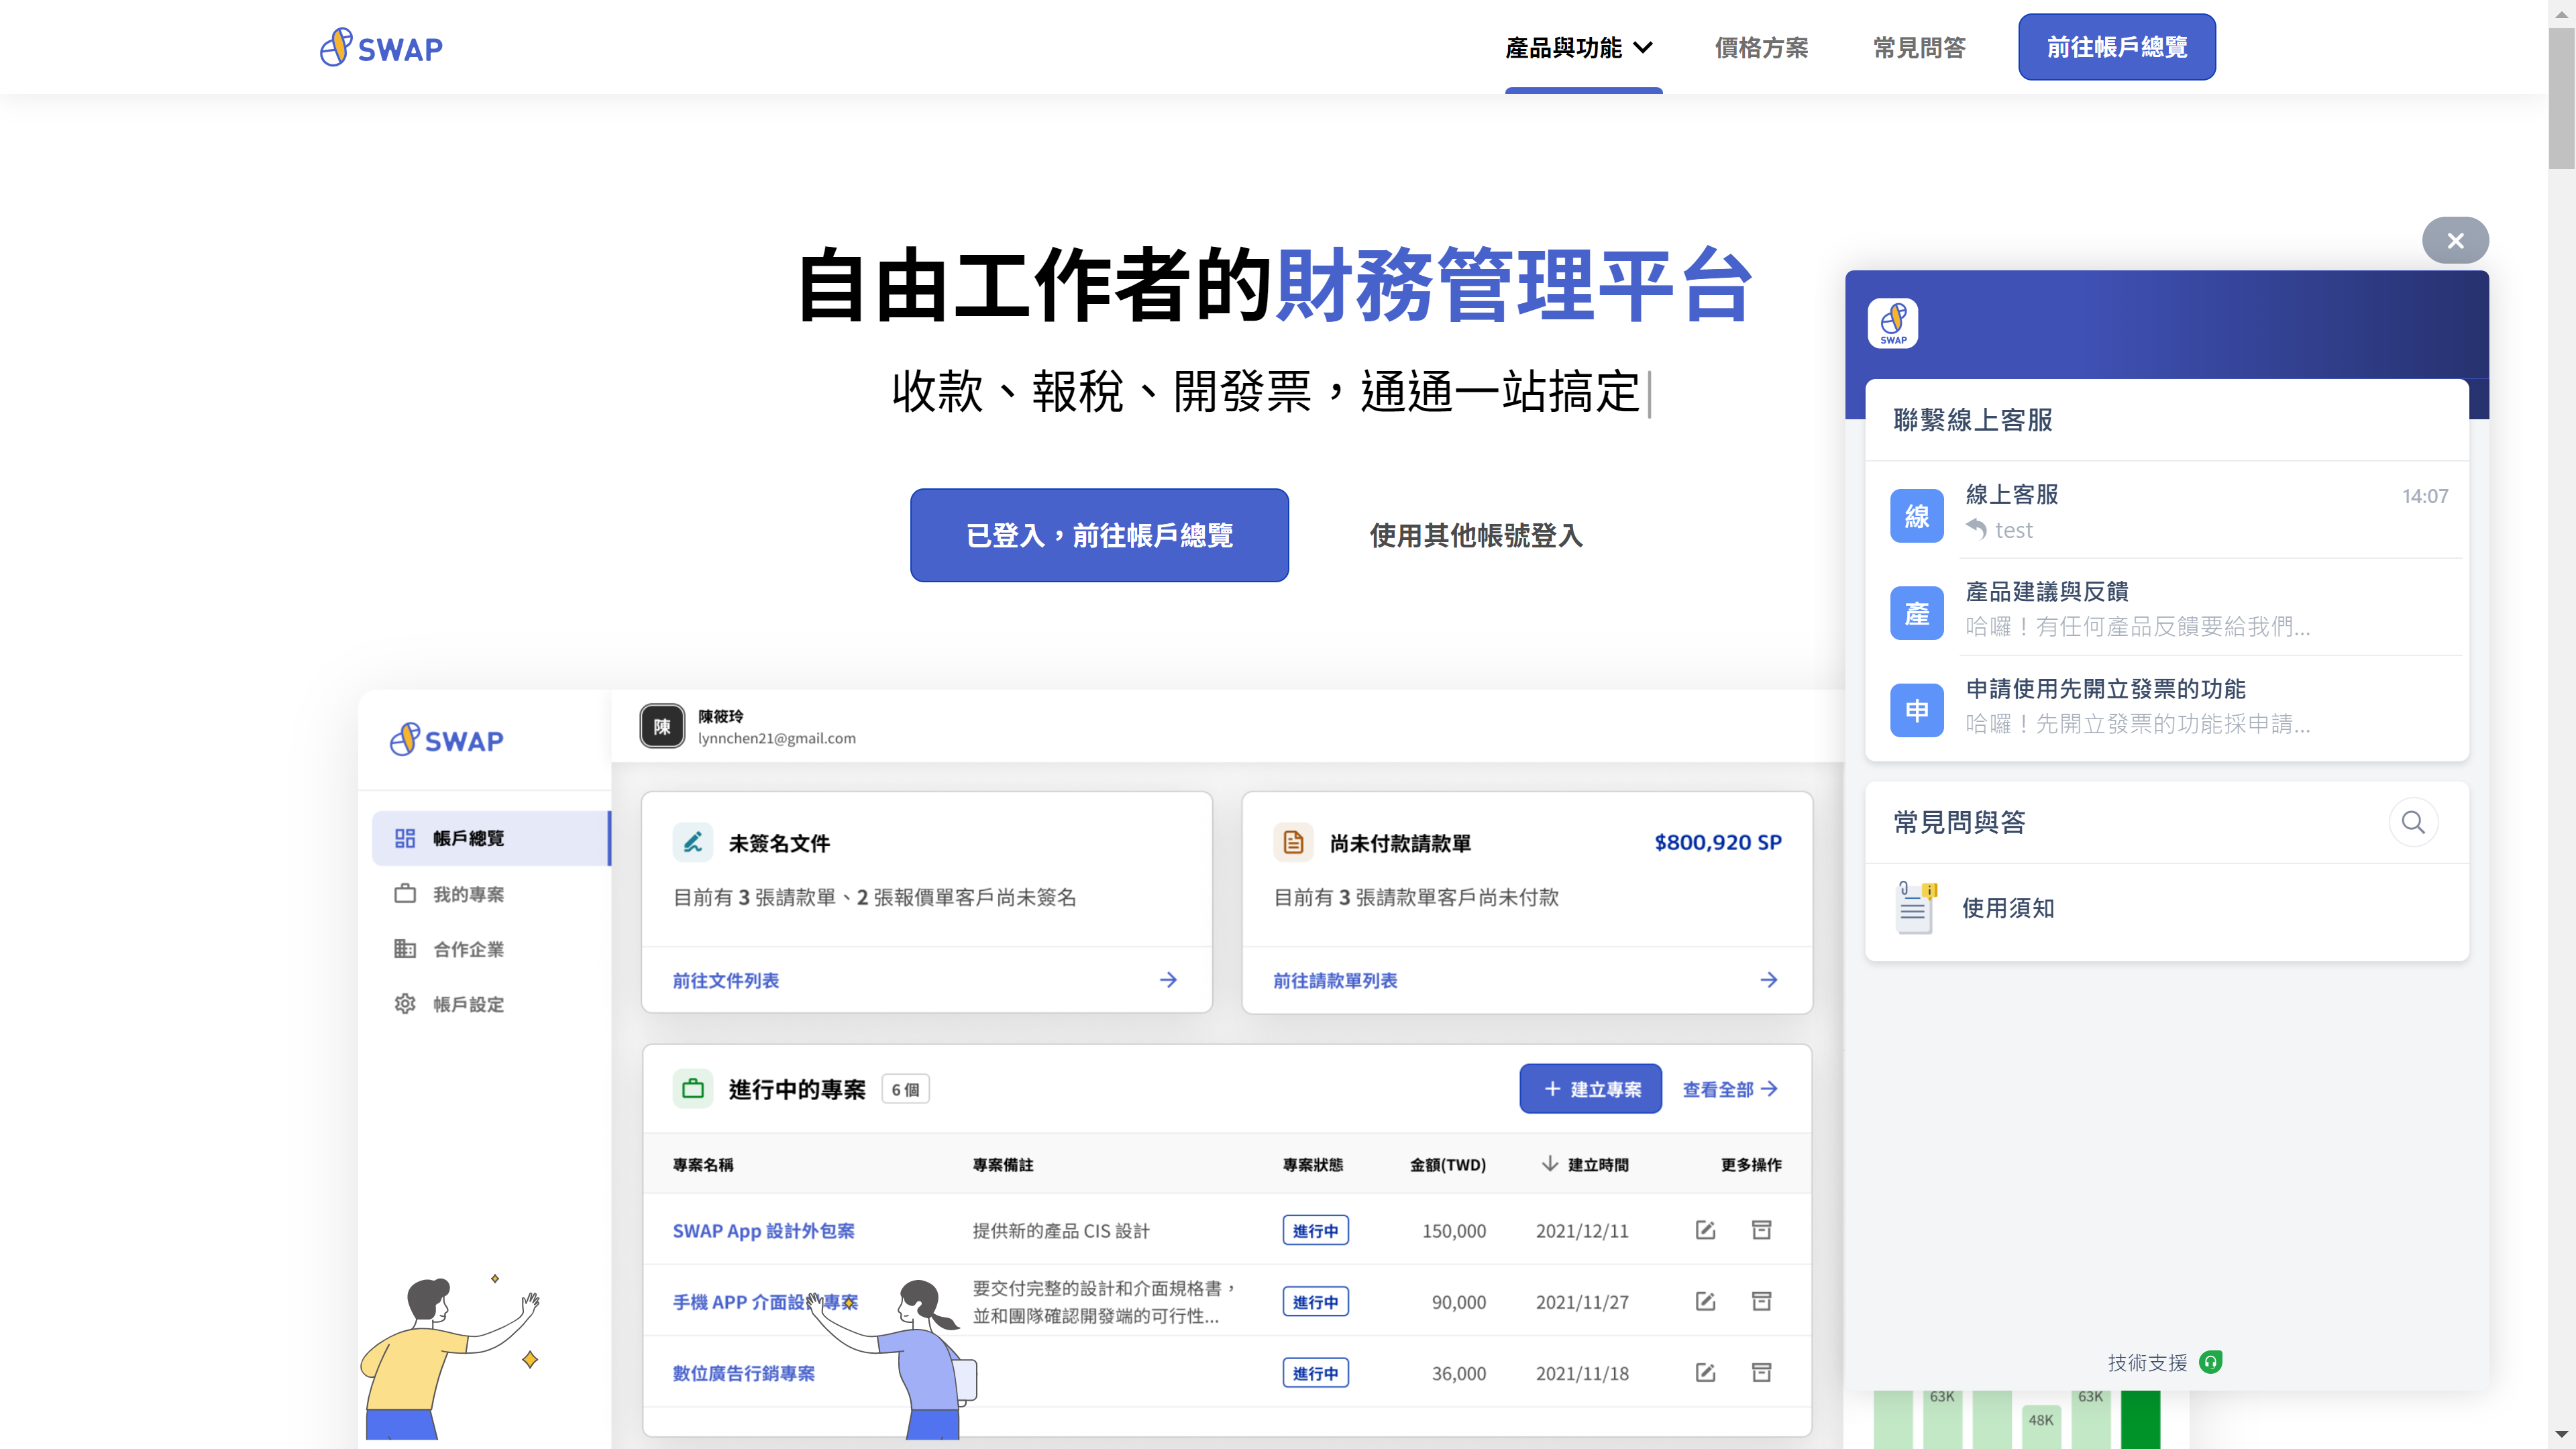 SWAP
產品與功能
價格方案
常見問答
前往帳戶總覽
自由工作者的財務管理平台
收款、報稅、開發票，通通一站搞定|
已登入，前往帳戶總覽
使用其他帳號登入
SWAP
陳
陳筱玲
lynnchen21@gmail.com
帳戶總覽
我的專案
合作企業
帳戶設定
未簽名文件
目前有 3 張請款單、2 張報價單客戶尚未簽名
前往文件列表
尚未付款請款單
$800,920 SP
目前有 3 張請款單客戶尚未付款
前往請款單列表
進行中的專案
6 個
建立專案
查看全部
專案名稱 專案備註 專案狀態 金額(TWD) 建立時間 更多操作
SWAP App 設計外包案 提供新的產品 CIS 設計 進行中 150,000 2021/12/11
手機 APP 介面設計專案 要交付完整的設計和介面規格書，
並和團隊確認開發端的可行性... 進行中 90,000 2021/11/27
數位廣告行銷專案 進行中 36,000 2021/11/18
SWAP
聯繫線上客服
線
線上客服
14:07
test
產
產品建議與反饋
哈囉！有任何產品反饋要給我們...
申
申請使用先開立發票的功能
哈囉！先開立發票的功能採申請...
常見問與答
使用須知
技術支援
63K
48K
63K